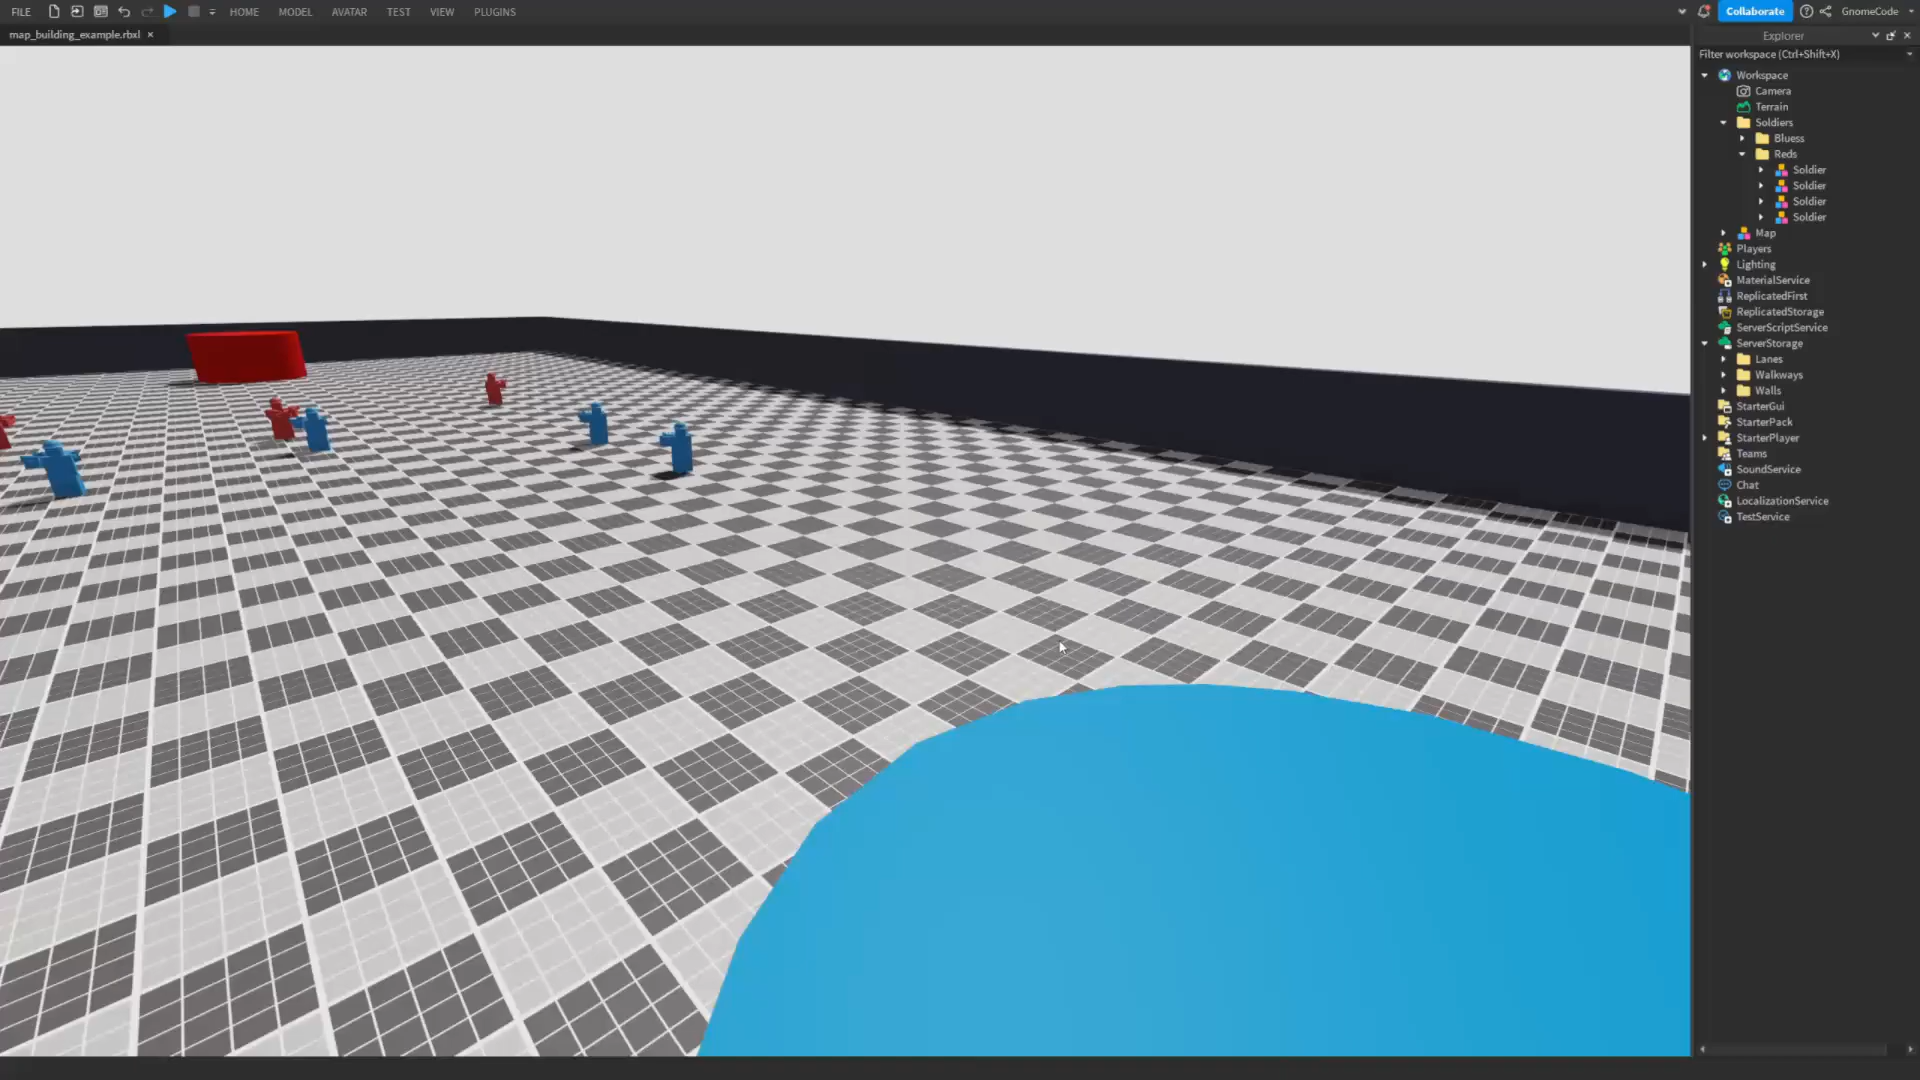 FILE HOME MODEL AVATAR TEST VIEW PLUGINS Collaborate GnomeCode
map_building_example.rbxl
Explorer
Filter workspace (Ctrl+Shift+X)
Workspace
Camera
Terrain
Soldiers
Bluess
Reds
Soldier
Soldier
Soldier
Soldier
Map
Players
Lighting
MaterialService
ReplicatedFirst
ReplicatedStorage
ServerScriptService
ServerStorage
Lanes
Walkways
Walls
StarterGui
StarterPack
StarterPlayer
Teams
SoundService
Chat
LocalizationService
TestService